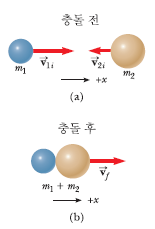 충돌 전
v⃗₁ᵢ v⃗₂ᵢ
m₁ m₂
+x
(a)
충돌 후
v⃗f
m₁ + m₂
+x
(b)